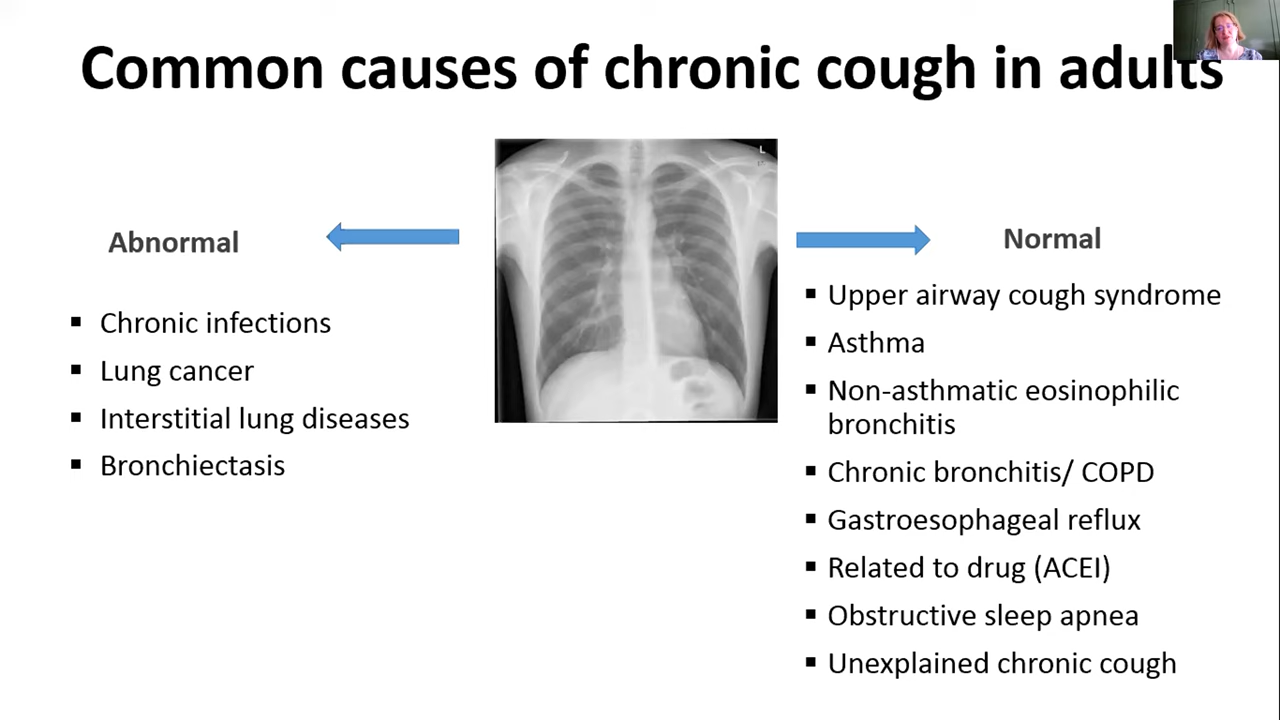 Common causes of chronic cough in adults
L
Abnormal
▪ Chronic infections
▪ Lung cancer
▪ Interstitial lung diseases
▪ Bronchiectasis
Normal
▪ Upper airway cough syndrome
▪ Asthma
▪ Non-asthmatic eosinophilic
bronchitis
▪ Chronic bronchitis/ COPD
▪ Gastroesophageal reflux
▪ Related to drug (ACEI)
▪ Obstructive sleep apnea
▪ Unexplained chronic cough